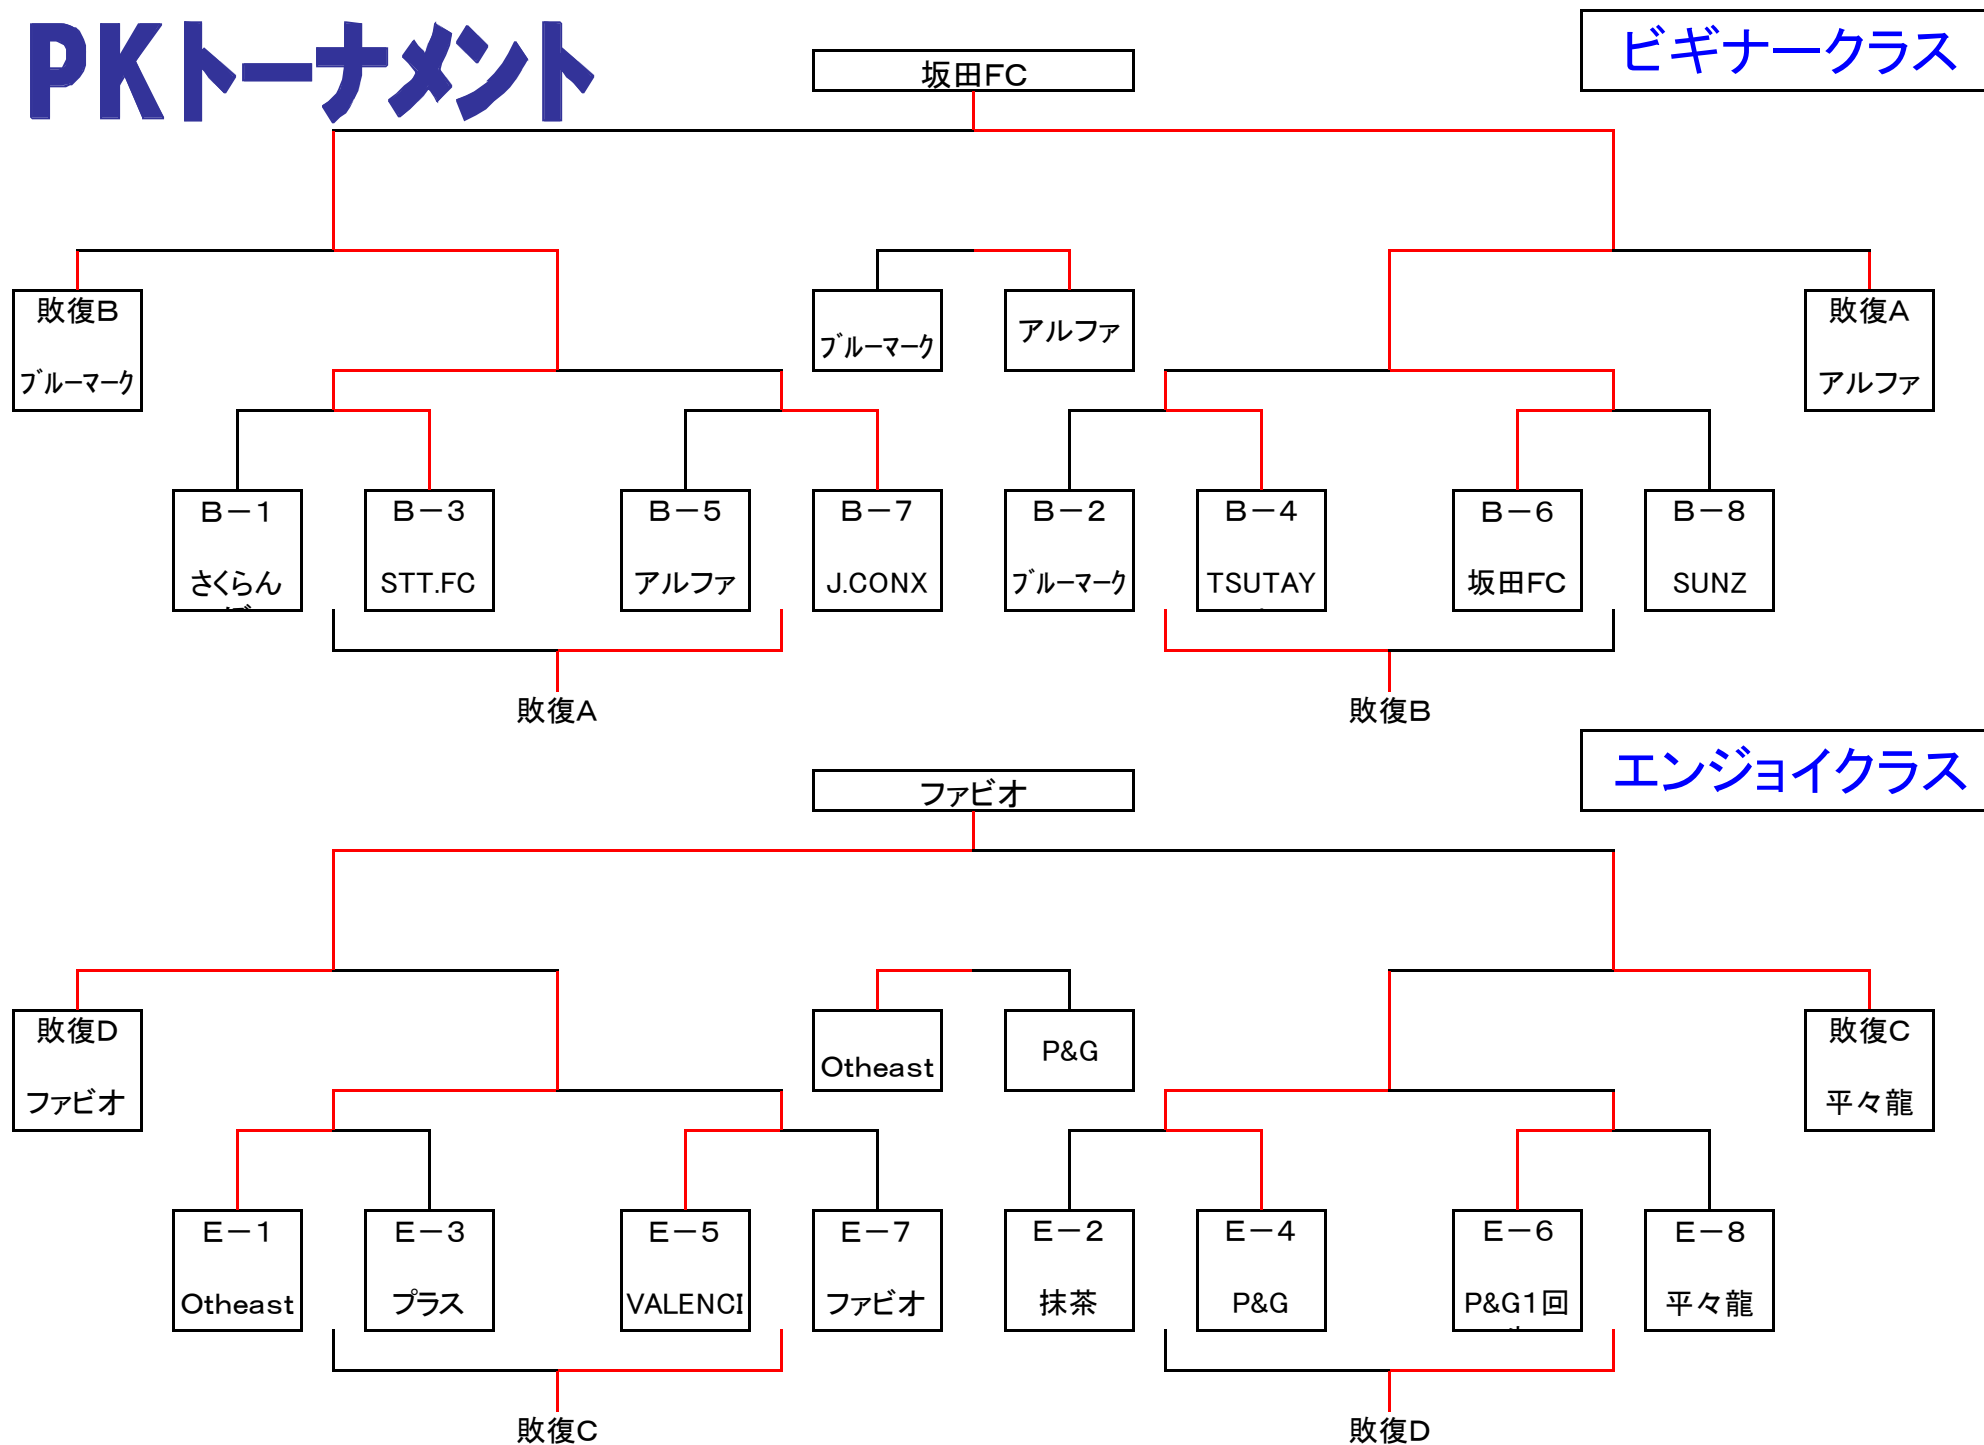 PKトーナメント
ビギナークラス
坂田FC
敗復B
ブルーマーク
ブルーマーク
アルファ
敗復A
アルファ
B－1
さくらん
B－3
STT.FC
B－5
アルファ
B－7
J.CONX
B－2
ブルーマーク
B－4
TSUTAY
B－6
坂田FC
B－8
SUNZ
敗復A
敗復B
エンジョイクラス
ファビオ
敗復D
ファビオ
Otheast
P&G
敗復C
平々龍
E－1
Otheast
E－3
プラス
E－5
VALENCI
E－7
ファビオ
E－2
抹茶
E－4
P&G
E－6
P&G1回
E－8
平々龍
敗復C
敗復D